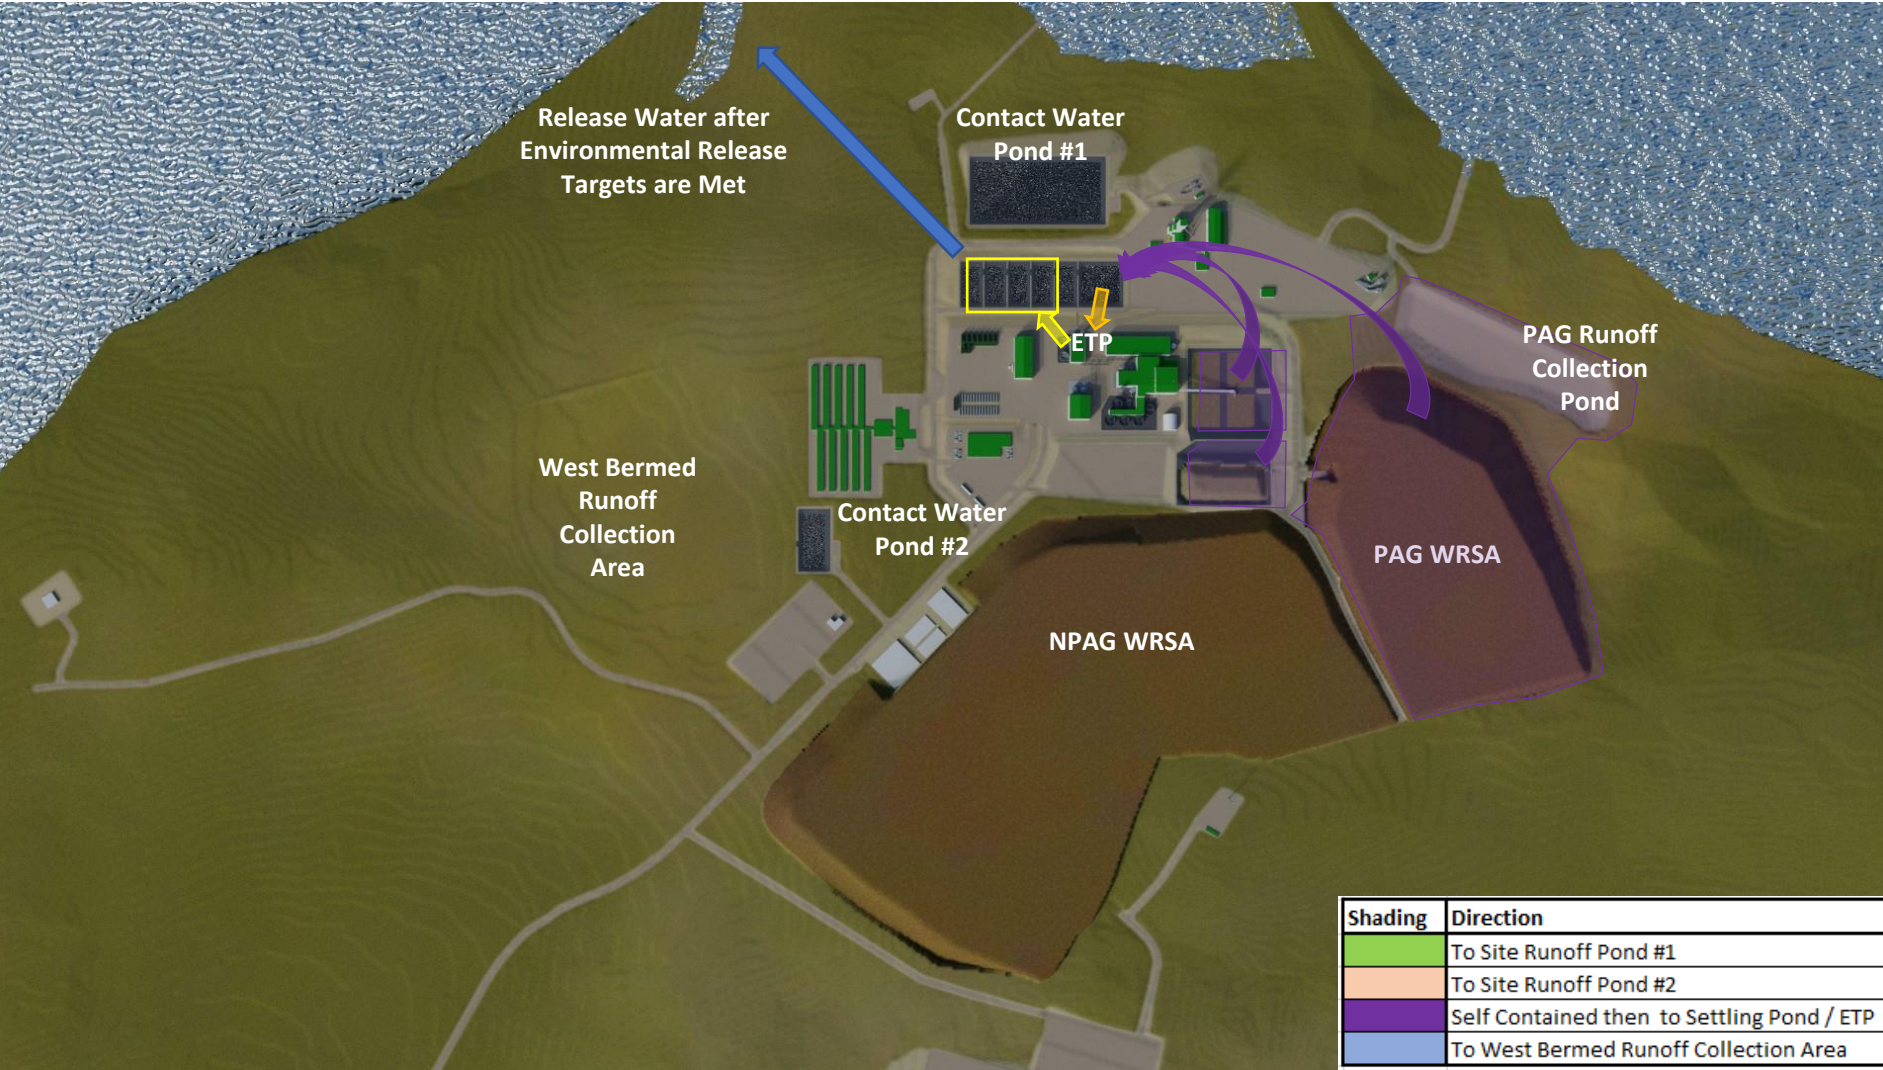 Release Water after
Environmental Release
Targets are Met
Contact Water
Pond #1
ETP
PAG Runoff
Collection
Pond
West Bermed
Runoff
Collection
Area
Contact Water
Pond #2
PAG WRSA
NPAG WRSA
Shading Direction
To Site Runoff Pond #1
To Site Runoff Pond #2
Self Contained then to Settling Pond / ETP
To West Bermed Runoff Collection Area